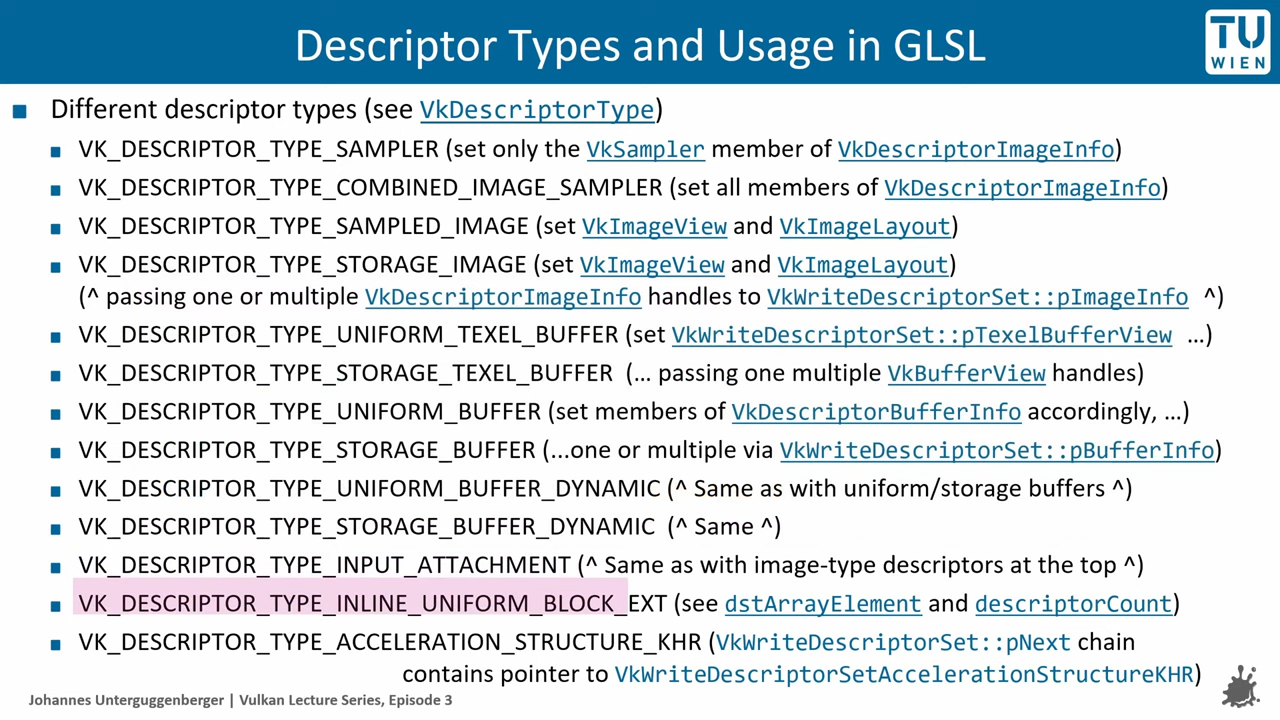 Descriptor Types and Usage in GLSL
TU
WIEN
Different descriptor types (see VkDescriptorType)
VK_DESCRIPTOR_TYPE_SAMPLER (set only the VkSampler member of VkDescriptorImageInfo)
VK_DESCRIPTOR_TYPE_COMBINED_IMAGE_SAMPLER (set all members of VkDescriptorImageInfo)
VK_DESCRIPTOR_TYPE_SAMPLED_IMAGE (set VkImageView and VkImageLayout)
VK_DESCRIPTOR_TYPE_STORAGE_IMAGE (set VkImageView and VkImageLayout)
(^ passing one or multiple VkDescriptorImageInfo handles to VkWriteDescriptorSet::pImageInfo ^)
VK_DESCRIPTOR_TYPE_UNIFORM_TEXEL_BUFFER (set VkWriteDescriptorSet::pTexelBufferView …)
VK_DESCRIPTOR_TYPE_STORAGE_TEXEL_BUFFER (… passing one multiple VkBufferView handles)
VK_DESCRIPTOR_TYPE_UNIFORM_BUFFER (set members of VkDescriptorBufferInfo accordingly, …)
VK_DESCRIPTOR_TYPE_STORAGE_BUFFER (...one or multiple via VkWriteDescriptorSet::pBufferInfo)
VK_DESCRIPTOR_TYPE_UNIFORM_BUFFER_DYNAMIC (^ Same as with uniform/storage buffers ^)
VK_DESCRIPTOR_TYPE_STORAGE_BUFFER_DYNAMIC (^ Same ^)
VK_DESCRIPTOR_TYPE_INPUT_ATTACHMENT (^ Same as with image-type descriptors at the top ^)
VK_DESCRIPTOR_TYPE_INLINE_UNIFORM_BLOCK_EXT (see dstArrayElement and descriptorCount)
VK_DESCRIPTOR_TYPE_ACCELERATION_STRUCTURE_KHR (VkWriteDescriptorSet::pNext chain
contains pointer to VkWriteDescriptorSetAccelerationStructureKHR)
Johannes Unterguggenberger | Vulkan Lecture Series, Episode 3